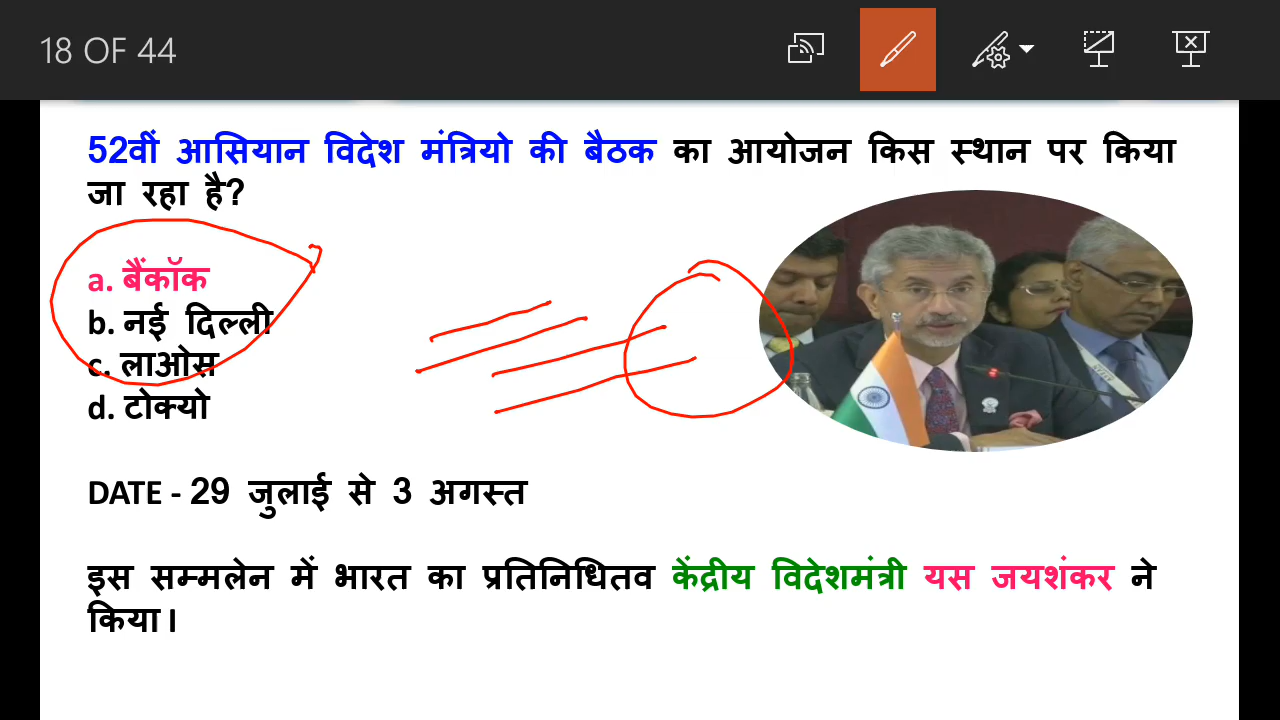 18 OF 44
52वीं आसियान विदेश मंत्रियो की बैठक का आयोजन किस स्थान पर किया
जा रहा है?
a. बैंकॉक
b. नई दिल्ली
c. लाओस
d. टोक्यो
DATE - 29 जुलाई से 3 अगस्त
इस सम्मलेन में भारत का प्रतिनिधितव केंद्रीय विदेशमंत्री यस जयशंकर ने
किया।